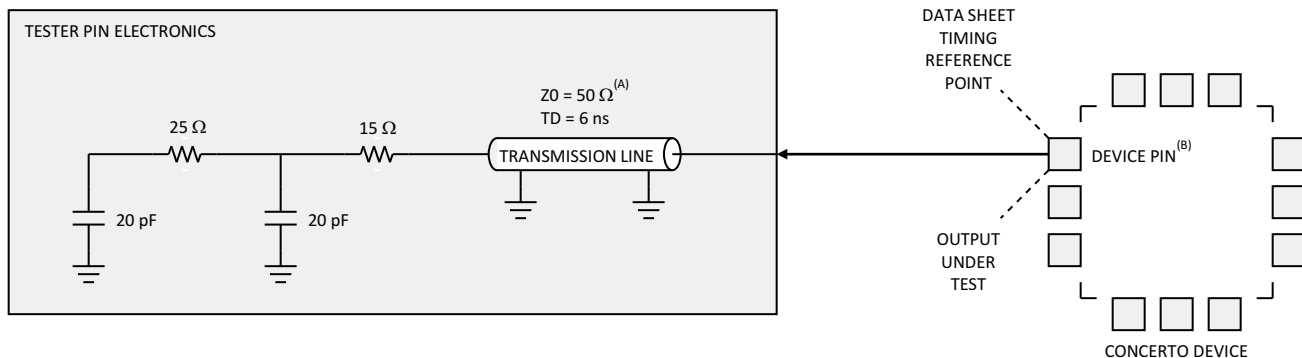 TESTER PIN ELECTRONICS
DATA SHEET
TIMING
REFERENCE
POINT
Z0 = 50 Ω(A)
TD = 6 ns
25 Ω
15 Ω
TRANSMISSION LINE
DEVICE PIN(B)
20 pF
20 pF
OUTPUT
UNDER
TEST
CONCERTO DEVICE